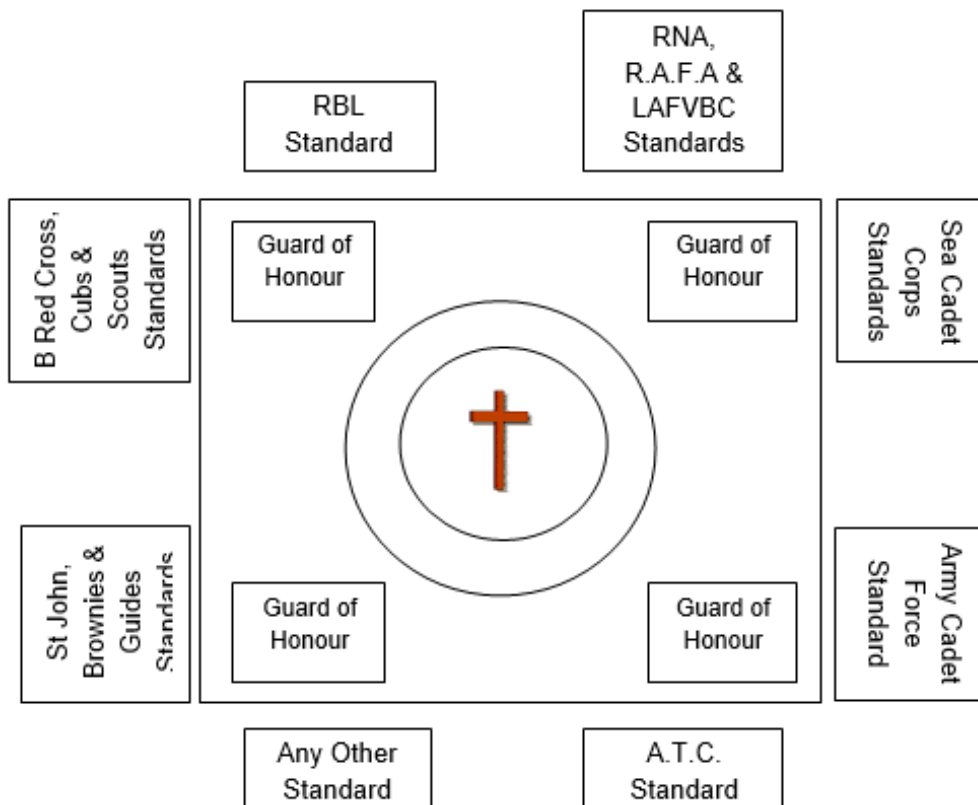 RNA,
R.A.F.A &
LAFVBC
Standards
RBL
Standard
B Red Cross,
Cubs &
Scouts
Standards
Guard of
Honour
Guard of
Honour
Sea Cadet
Corps
Standards
St John,
Brownies &
Guides
Standards
Guard of
Honour
Guard of
Honour
Army Cadet
Force
Standard
Any Other
Standard
A.T.C.
Standard